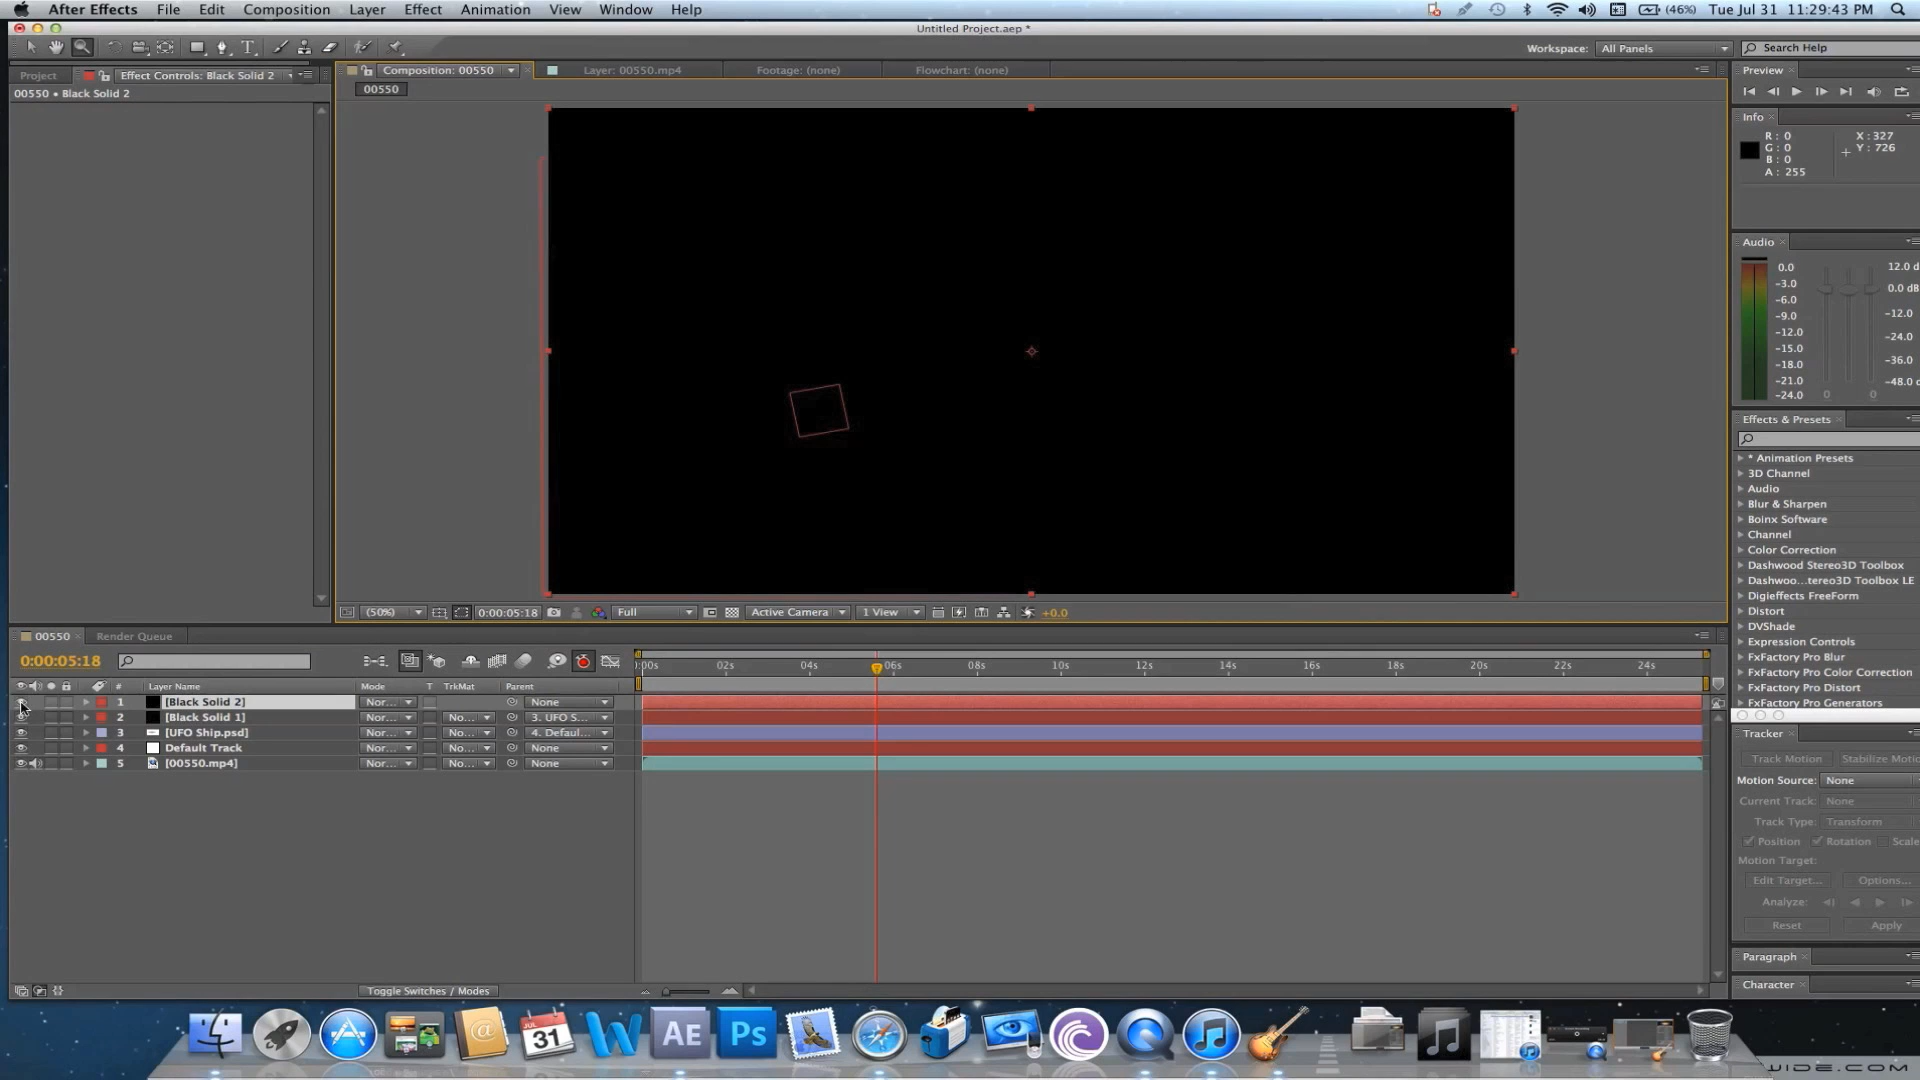 After Effects File Edit Composition Layer Effect Animation View Window Help (46%) Tue Jul 31 11:29:43 PM
Untitled Project.aep *
Workspace: All Panels Search Help
Project Effect Controls: Black Solid 2 Composition: 00550 Layer: 00550.mp4 Footage: (none) Flowchart: (none) Preview
00550 • Black Solid 2 00550
Info
R: 0 X: 327
G: 0 Y: 726
B: 0
A: 255
Audio
0.0 12.0 d
-3.0 0.0 dB
-6.0
-9.0 -12.0
-12.0 -24.0
-15.0
-18.0 -36.0
-21.0 -48.0
-24.0 0 0
Effects & Presets
* Animation Presets
3D Channel
Audio
Blur & Sharpen
Boinx Software
Channel
Color Correction
Dashwood Stereo3D Toolbox
Dashwoo...tereo3D Toolbox LE
Digieffects FreeForm
Distort
DVShade
Expression Controls
FxFactory Pro Blur
FxFactory Pro Color Correction
FxFactory Pro Distort
FxFactory Pro Generators
(50%) 0:00:05:18 Full Active Camera 1 View +0.0
00550 Render Queue
0:00:05:18 :00s 02s 04s 06s 08s 10s 12s 14s 16s 18s 20s 22s 24s
# Layer Name Mode T TrkMat Parent
1 [Black Solid 2] Nor... None
2 [Black Solid 1] Nor... No... 3. UFO S...
3 [UFO Ship.psd] Nor... No... 4. Defaul...
4 Default Track Nor... No... None
5 [00550.mp4] Nor... No... None
Tracker
Track Motion Stabilize Motio
Motion Source: None
Current Track: None
Track Type: Transform
Position Rotation Scale
Motion Target:
Edit Target... Options...
Analyze:
Reset Apply
Paragraph
Character
Toggle Switches / Modes
JUL 31 W AE Ps
WIDE.COM